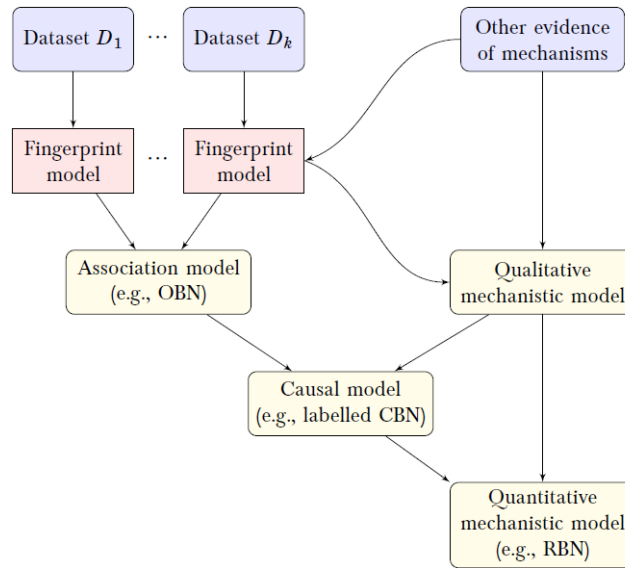 Dataset D₁ ⋯ Dataset Dₖ
Other evidence
of mechanisms
Fingerprint
model
⋯
Fingerprint
model
Association model
(e.g., OBN)
Qualitative
mechanistic model
Causal model
(e.g., labelled CBN)
Quantitative
mechanistic model
(e.g., RBN)